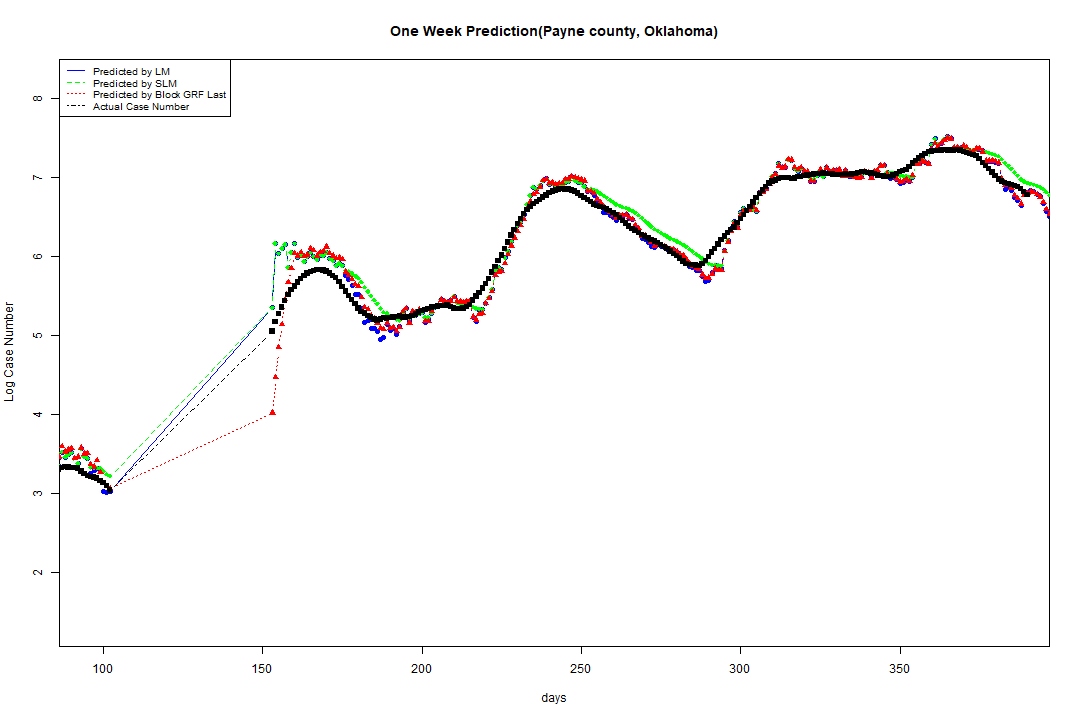 One Week Prediction(Payne county, Oklahoma)
Predicted by LM
Predicted by SLM
Predicted by Block GRF Last
Actual Case Number
8
7
6
5
4
3
2
Log Case Number
100 150 200 250 300 350
days